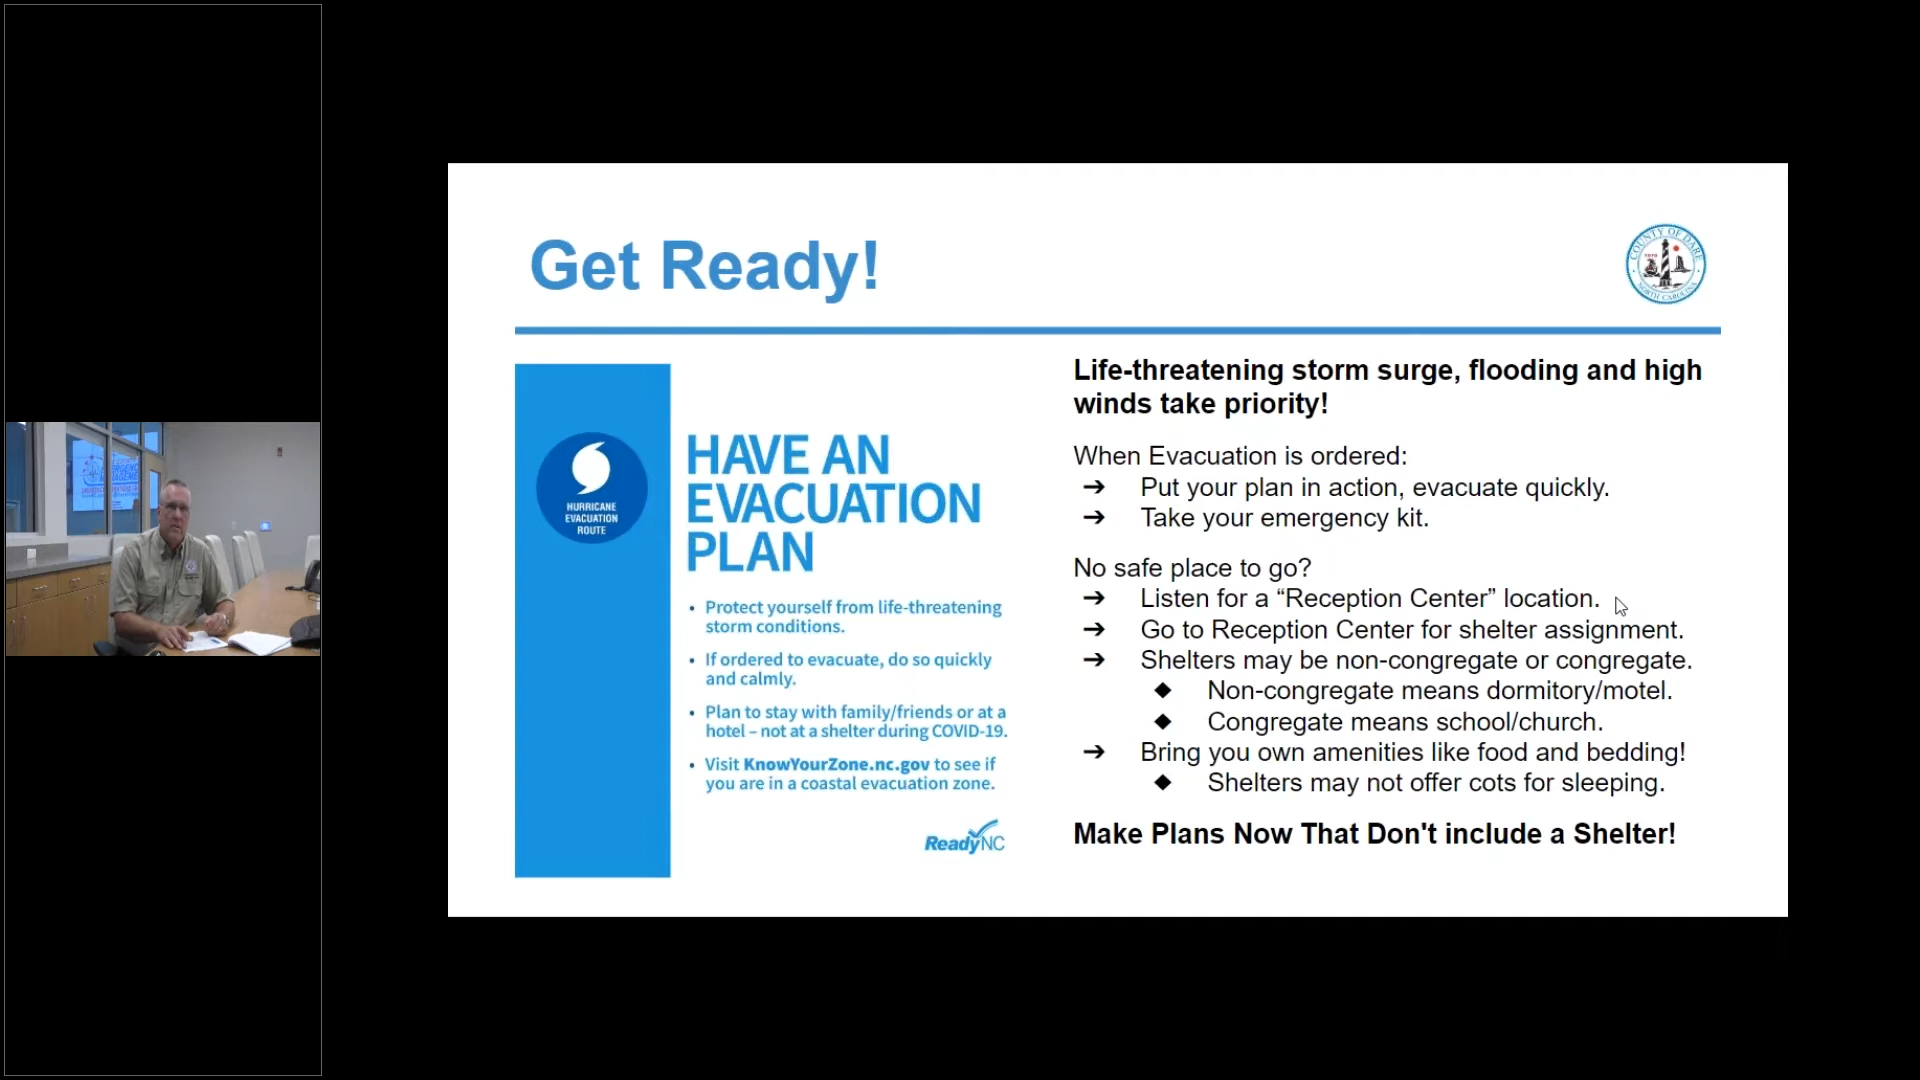 Get Ready!
COUNTY OF DARE
NORTH CAROLINA
HURRICANE
EVACUATION
ROUTE
HAVE AN
EVACUATION
PLAN
• Protect yourself from life-threatening
storm conditions.
• If ordered to evacuate, do so quickly
and calmly.
• Plan to stay with family/friends or at a
hotel – not at a shelter during COVID-19.
• Visit KnowYourZone.nc.gov to see if
you are in a coastal evacuation zone.
ReadyNC
Life-threatening storm surge, flooding and high
winds take priority!
When Evacuation is ordered:
➔ Put your plan in action, evacuate quickly.
➔ Take your emergency kit.
No safe place to go?
➔ Listen for a “Reception Center” location.
➔ Go to Reception Center for shelter assignment.
➔ Shelters may be non-congregate or congregate.
◆ Non-congregate means dormitory/motel.
◆ Congregate means school/church.
➔ Bring you own amenities like food and bedding!
◆ Shelters may not offer cots for sleeping.
Make Plans Now That Don't include a Shelter!